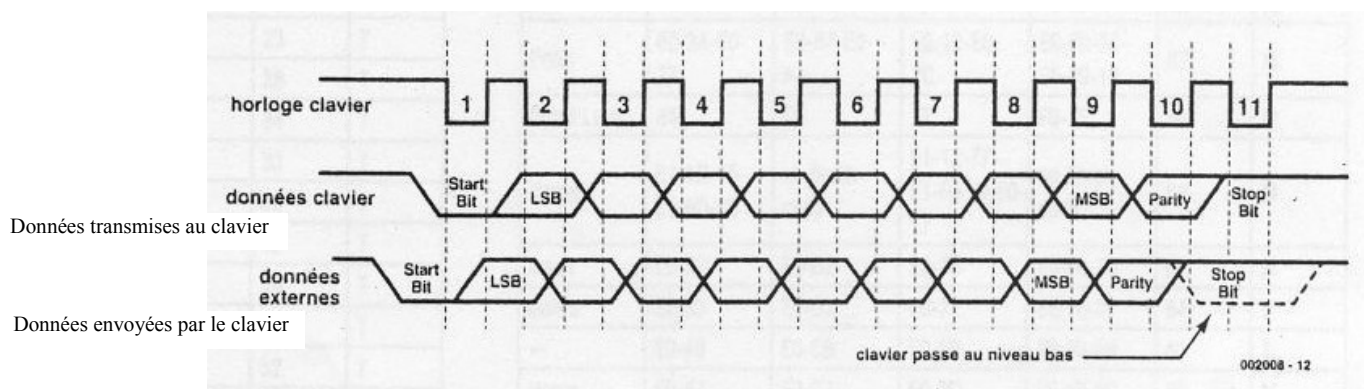 horloge clavier
1 2 3 4 5 6 7 8 9 10 11
données clavier
Start
Bit
LSB
MSB
Parity
Stop
Bit
Données transmises au clavier
données
externes
Start
Bit
LSB
MSB
Parity
Stop
Bit
Données envoyées par le clavier
clavier passe au niveau bas
002008 - 12